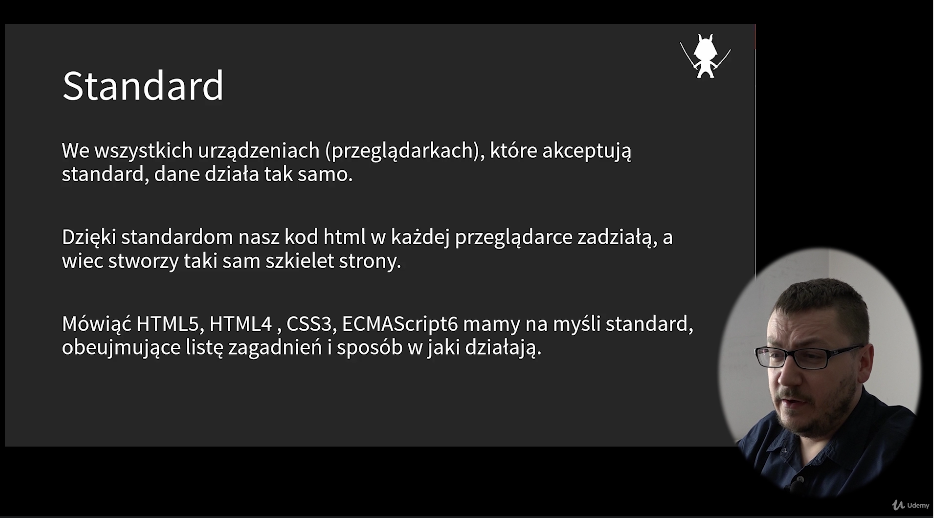 Standard
We wszystkich urządzeniach (przeglądarkach), które akceptują
standard, dane działa tak samo.
Dzięki standardom nasz kod html w każdej przeglądarce zadziałą, a
wiec stworzy taki sam szkielet strony.
Mówiąć HTML5, HTML4 , CSS3, ECMAScript6 mamy na myśli standard,
obeujmujące listę zagadnień i sposób w jaki działają.
Udemy